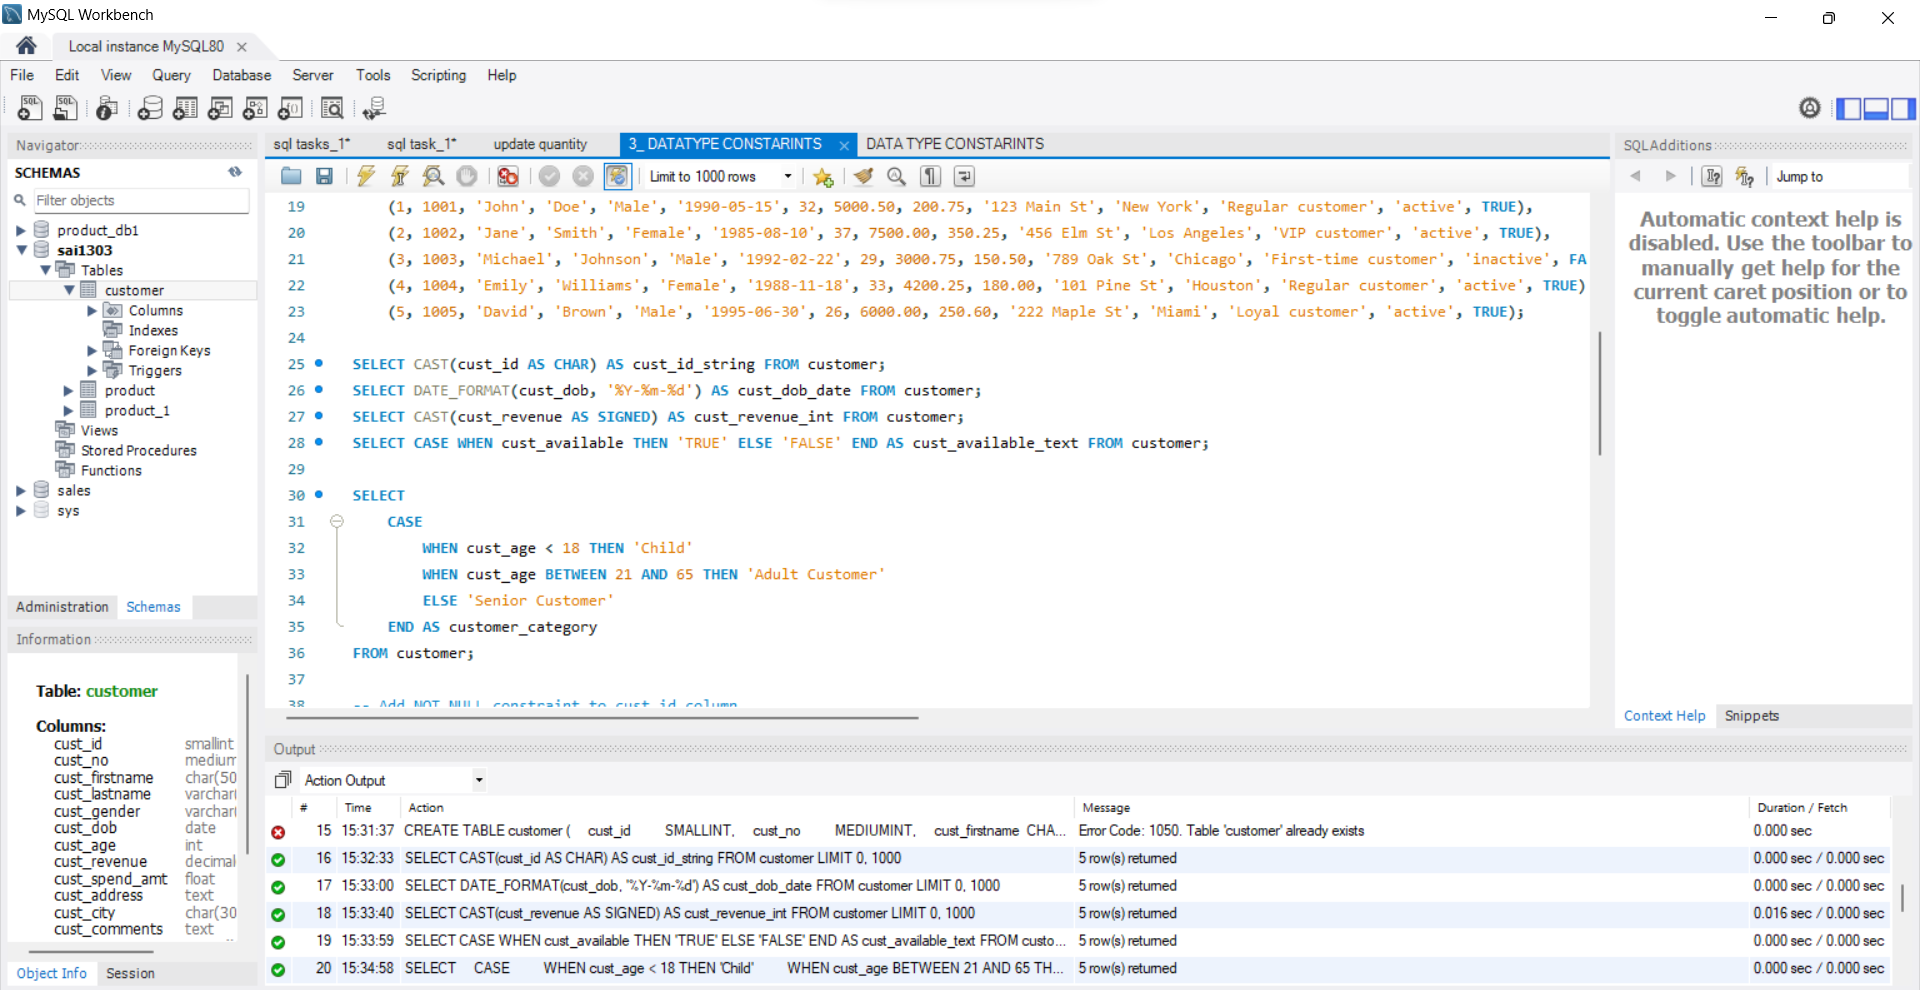 MySQL Workbench
Local instance MySQL80
File Edit View Query Database Server Tools Scripting Help
Navigator
SCHEMAS
Filter objects
product_db1
sai1303
Tables
customer
Columns
Indexes
Foreign Keys
Triggers
product
product_1
Views
Stored Procedures
Functions
sales
sys
Administration Schemas
Information
Table: customer
Columns:
cust_id smallint
cust_no medium
cust_firstname char(50
cust_lastname varchar
cust_gender varchar
cust_dob date
cust_age int
cust_revenue decimal
cust_spend_amt float
cust_address text
cust_city char(30
cust_comments text
Object Info Session
sql tasks_1* sql task_1* update quantity 3_ DATATYPE CONSTARINTS DATA TYPE CONSTARINTS
Limit to 1000 rows
19 (1, 1001, 'John', 'Doe', 'Male', '1990-05-15', 32, 5000.50, 200.75, '123 Main St', 'New York', 'Regular customer', 'active', TRUE),
20 (2, 1002, 'Jane', 'Smith', 'Female', '1985-08-10', 37, 7500.00, 350.25, '456 Elm St', 'Los Angeles', 'VIP customer', 'active', TRUE),
21 (3, 1003, 'Michael', 'Johnson', 'Male', '1992-02-22', 29, 3000.75, 150.50, '789 Oak St', 'Chicago', 'First-time customer', 'inactive', FA
22 (4, 1004, 'Emily', 'Williams', 'Female', '1988-11-18', 33, 4200.25, 180.00, '101 Pine St', 'Houston', 'Regular customer', 'active', TRUE)
23 (5, 1005, 'David', 'Brown', 'Male', '1995-06-30', 26, 6000.00, 250.60, '222 Maple St', 'Miami', 'Loyal customer', 'active', TRUE);
24
25 SELECT CAST(cust_id AS CHAR) AS cust_id_string FROM customer;
26 SELECT DATE_FORMAT(cust_dob, '%Y-%m-%d') AS cust_dob_date FROM customer;
27 SELECT CAST(cust_revenue AS SIGNED) AS cust_revenue_int FROM customer;
28 SELECT CASE WHEN cust_available THEN 'TRUE' ELSE 'FALSE' END AS cust_available_text FROM customer;
29
30 SELECT
31 CASE
32 WHEN cust_age < 18 THEN 'Child'
33 WHEN cust_age BETWEEN 21 AND 65 THEN 'Adult Customer'
34 ELSE 'Senior Customer'
35 END AS customer_category
36 FROM customer;
37
38 -- Add NOT NULL constraint to cust_id column
SQLAdditions
Jump to
Automatic context help is
disabled. Use the toolbar to
manually get help for the
current caret position or to
toggle automatic help.
Context Help Snippets
Output
Action Output
# Time Action Message Duration / Fetch
15 15:31:37 CREATE TABLE customer ( cust_id SMALLINT, cust_no MEDIUMINT, cust_firstname CHA... Error Code: 1050. Table 'customer' already exists 0.000 sec
16 15:32:33 SELECT CAST(cust_id AS CHAR) AS cust_id_string FROM customer LIMIT 0, 1000 5 row(s) returned 0.000 sec / 0.000 sec
17 15:33:00 SELECT DATE_FORMAT(cust_dob, '%Y-%m-%d') AS cust_dob_date FROM customer LIMIT 0, 1000 5 row(s) returned 0.000 sec / 0.000 sec
18 15:33:40 SELECT CAST(cust_revenue AS SIGNED) AS cust_revenue_int FROM customer LIMIT 0, 1000 5 row(s) returned 0.016 sec / 0.000 sec
19 15:33:59 SELECT CASE WHEN cust_available THEN 'TRUE' ELSE 'FALSE' END AS cust_available_text FROM custo... 5 row(s) returned 0.000 sec / 0.000 sec
20 15:34:58 SELECT CASE WHEN cust_age < 18 THEN 'Child' WHEN cust_age BETWEEN 21 AND 65 TH... 5 row(s) returned 0.000 sec / 0.000 sec